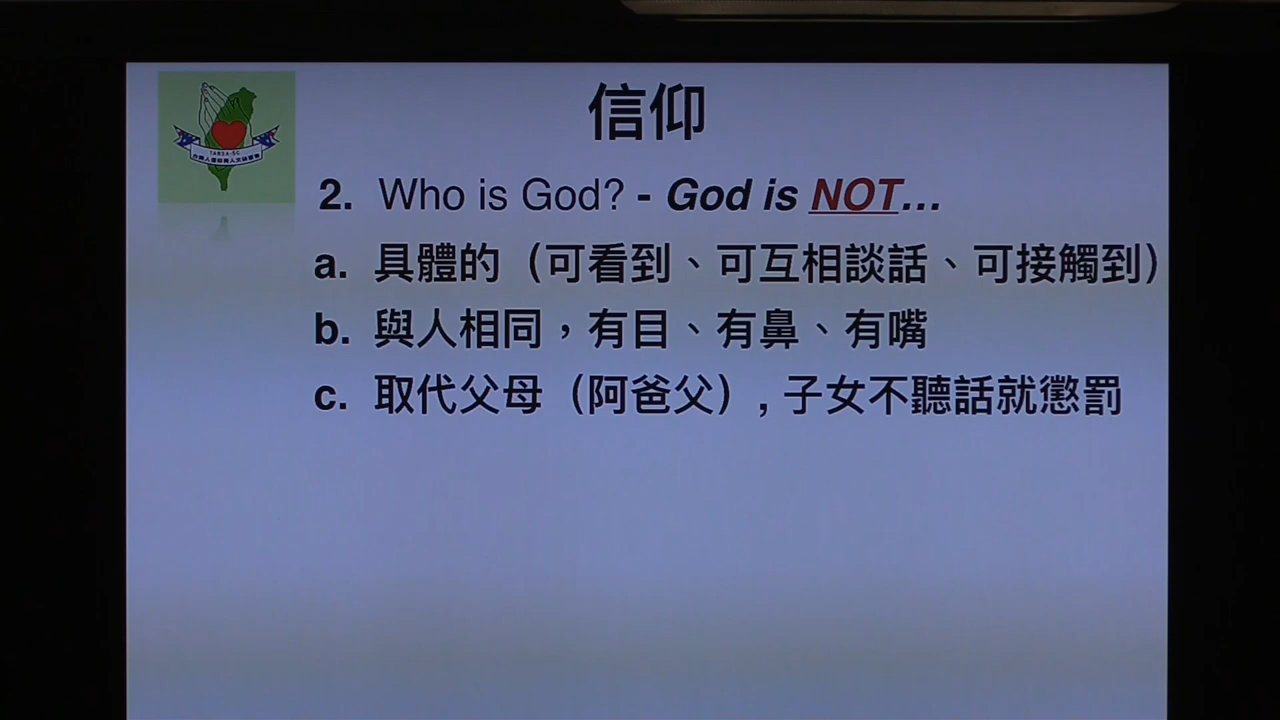 信仰
2. Who is God? - God is NOT...
a. 具體的（可看到、可互相談話、可接觸到）
b. 與人相同，有目、有鼻、有嘴
c. 取代父母（阿爸父）, 子女不聽話就懲罰